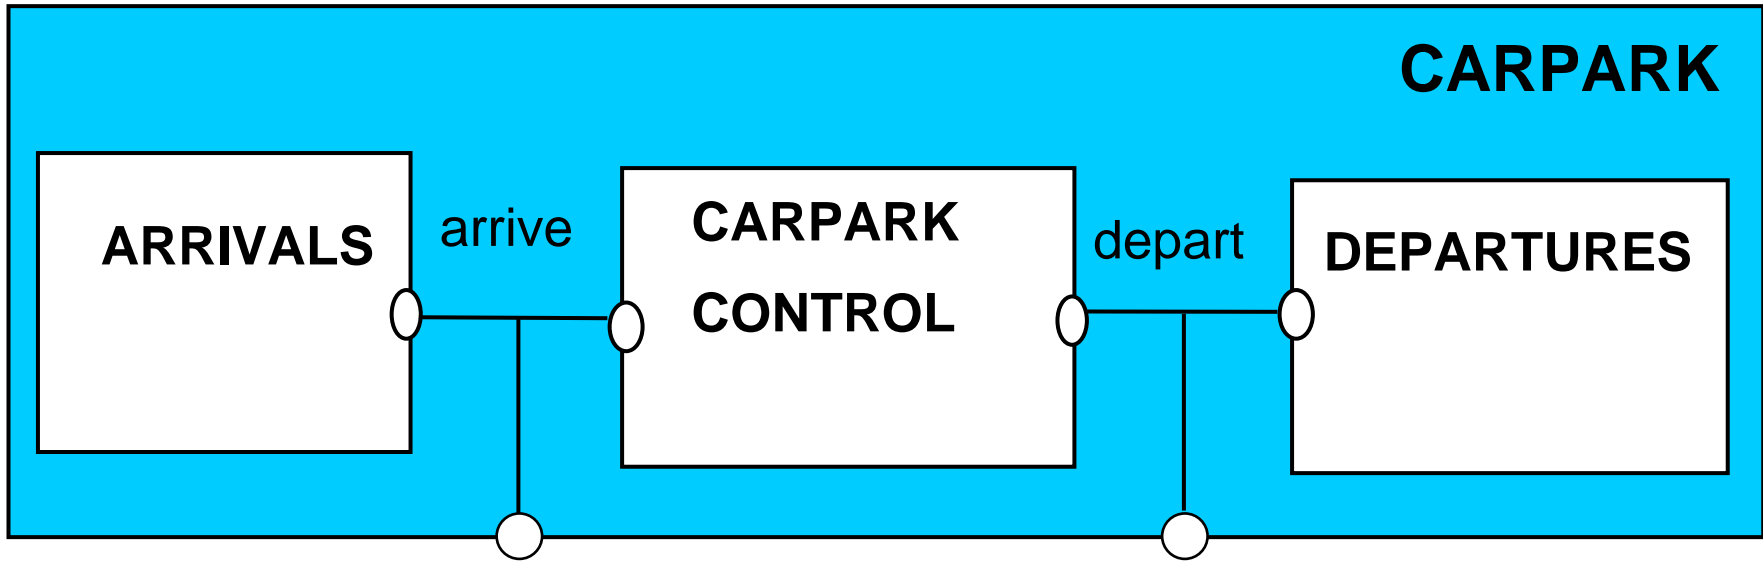 CARPARK
ARRIVALS
arrive
CARPARK
CONTROL
depart
DEPARTURES